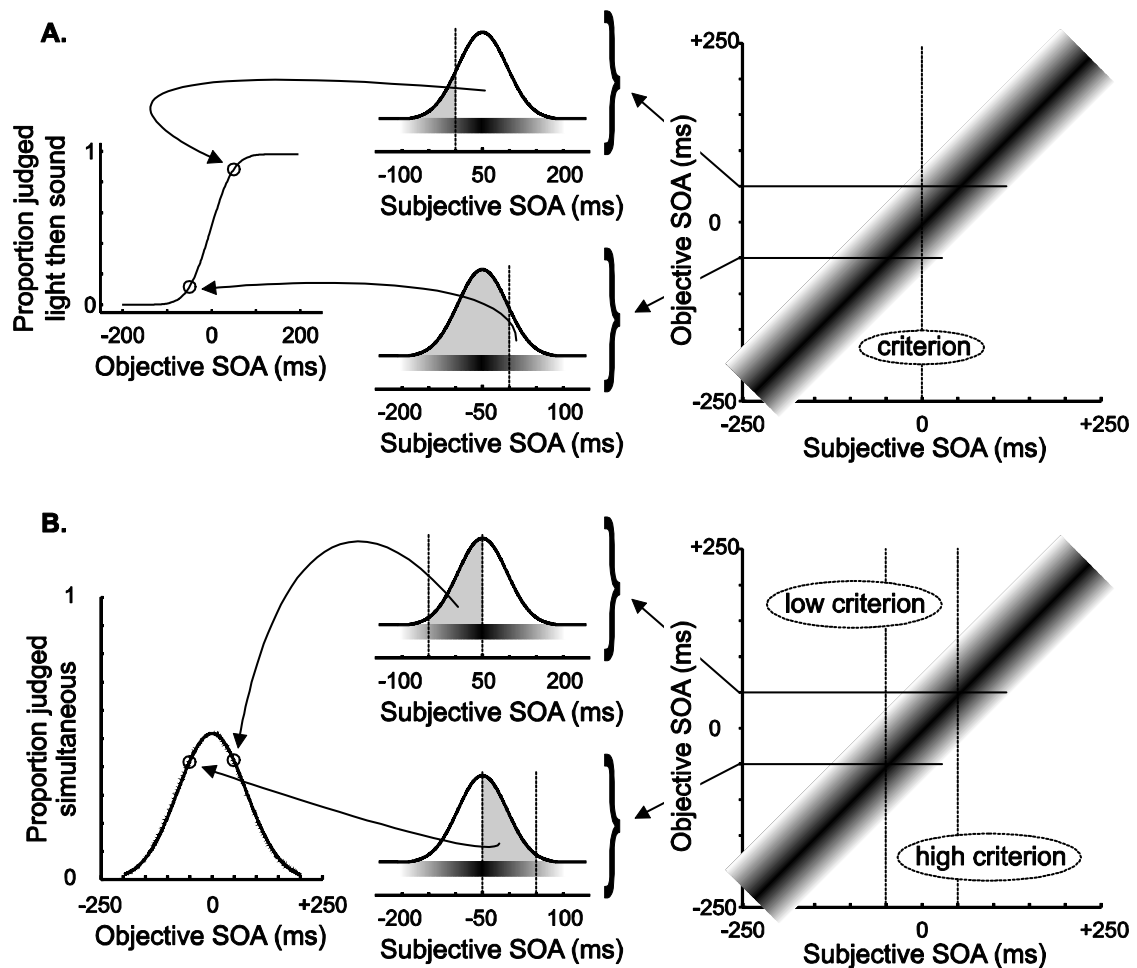 A.
Proportion judged
light then sound
1
0
-200 0 200
Objective SOA (ms)
-100 50 200
Subjective SOA (ms)
-200 -50 100
Subjective SOA (ms)
+250
0
-250
Objective SOA (ms)
criterion
-250 0 +250
Subjective SOA (ms)
B.
Proportion judged
simultaneous
1
0
-250 0 +250
Objective SOA (ms)
-100 50 200
Subjective SOA (ms)
-200 -50 100
Subjective SOA (ms)
+250
0
-250
Objective SOA (ms)
low criterion
high criterion
-250 0 +250
Subjective SOA (ms)